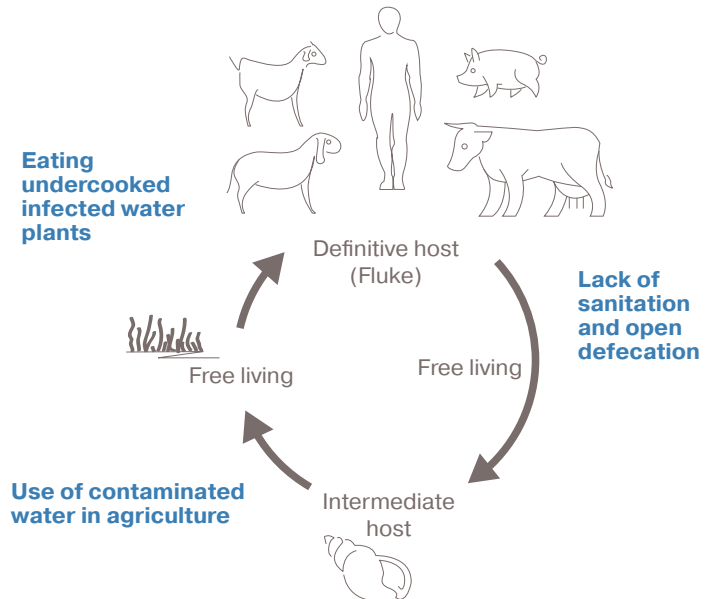 Eating
undercooked
infected water
plants
Definitive host
(Fluke)
Lack of
sanitation
and open
defecation
Free living
Free living
Use of contaminated
water in agriculture
Intermediate
host